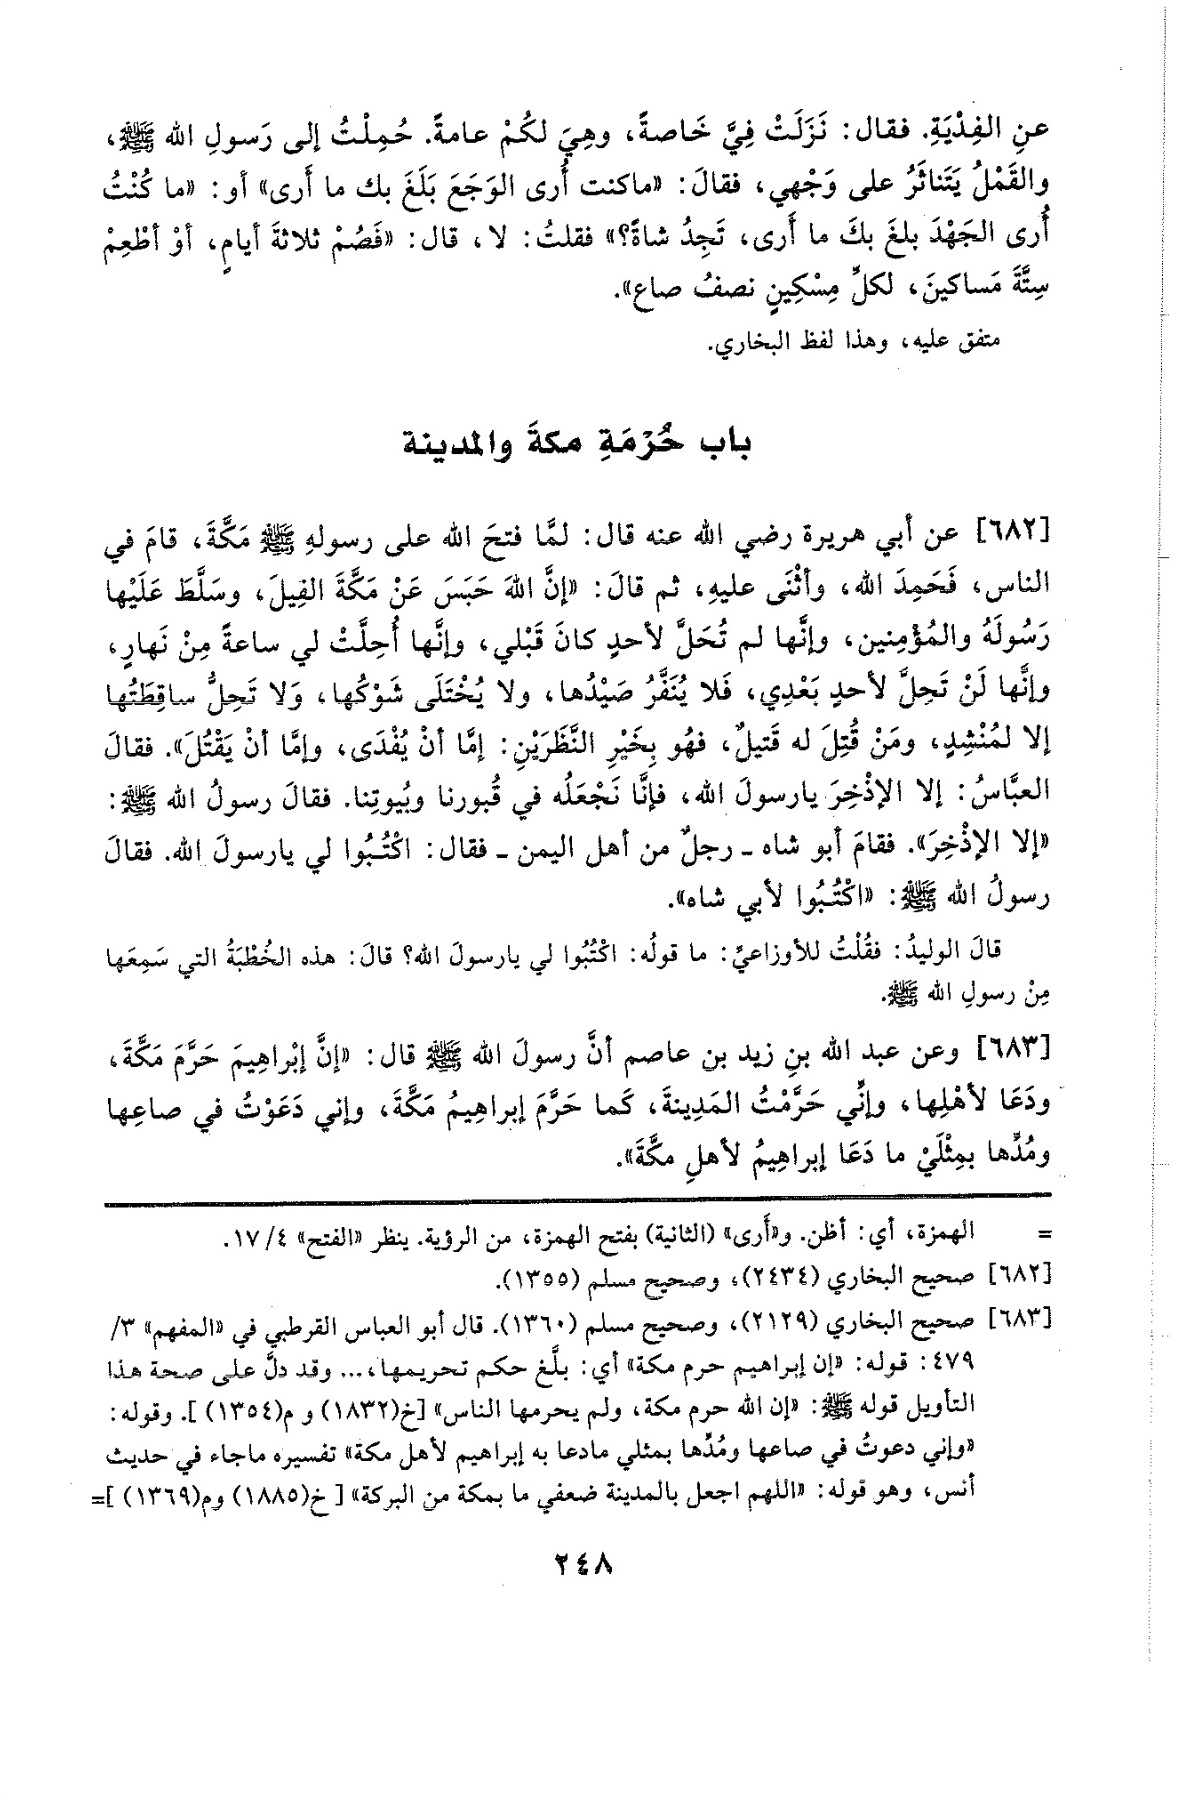 عنِ الفِدْيَةِ. فقال: نَزَلَتْ فِيَّ خَاصةً، وهِيَ لكُمْ عامةً. حُمِلْتُ إلى رَسولِ الله ﷺ،
والقَمْلُ يَتَناثَرُ على وَجْهي، فقالَ: «ماكنت أُرى الوَجَعَ بَلَغَ بك ما أَرى» أو: «ما كُنْتُ
أُرى الجَهْدَ بلغَ بكَ ما أَرى، تَجِدُ شاةً؟» فقلتُ: لا، قال: «فَصُمْ ثلاثةَ أيامٍ، أوْ أطْعِمْ
سِتَّةَ مَساكينَ، لكلِّ مِسْكِينٍ نصفُ صاع».
متفق عليه، وهذا لفظ البخاري.
باب حُرْمَةِ مكةَ والمدينة
[٦٨٢] عن أبي هريرة رضي الله عنه قال: لمَّا فتحَ الله على رسولهِ ﷺ مَكَّةَ، قامَ في
الناس، فَحَمِدَ الله، وأثْنَى عليهِ، ثم قالَ: «إنَّ اللهَ حَبَسَ عَنْ مَكَّةَ الفِيلَ، وسَلَّطَ عَلَيْها
رَسُولَهُ والمُؤْمِنين، وإنَّها لم تُحَلَّ لأحدٍ كانَ قَبْلي، وإنَّها أُحِلَّتْ لي ساعةً مِنْ نَهارٍ،
وإنَّها لَنْ تَحِلَّ لأحدٍ بَعْدِي، فَلا يُنَفَّرُ صَيْدُها، ولا يُخْتَلَى شَوْكُها، وَلا تَحِلُّ ساقِطَتُها
إلا لمُنْشِدٍ، ومَنْ قُتِلَ له قَتيلٌ، فهُو بِخَيْرِ النَّظَرَيْنِ: إمَّا أنْ يُفْدَى، وإمَّا أنْ يَقْتُلَ». فقالَ
العبَّاسُ: إلا الإذْخِرَ يارسولَ الله، فإنَّا نَجْعَلُه في قُبورنا وبُيوتِنا. فقالَ رسولُ الله ﷺ:
«إلا الإذْخِرَ». فقامَ أبو شاه ـ رجلٌ من أهل اليمن ـ فقال: اكْتُبُوا لي يارسولَ الله. فقالَ
رسولُ الله ﷺ: «اكْتُبُوا لأبي شاه».
قالَ الوليدُ: فقُلْتُ للأوزاعيِّ: ما قولُه: اكْتُبُوا لي يارسولَ الله؟ قالَ: هذه الخُطْبَةُ التي سَمِعَها
مِنْ رسولِ الله ﷺ.
[٦٨٣] وعن عبد الله بنِ زيد بن عاصم أنَّ رسولَ الله ﷺ قال: «إنَّ إبْراهِيمَ حَرَّمَ مَكَّةَ،
ودَعَا لأهْلِها، وإنِّي حَرَّمْتُ المَدِينةَ، كَما حَرَّمَ إبراهِيمُ مَكَّةَ، وإني دَعَوْتُ في صاعِها
ومُدِّها بمِثْلَيْ ما دَعَا إبراهِيمُ لأهلِ مكَّةَ».
= الهمزة، أي: أظن. و«أَرى» (الثانية) بفتح الهمزة، من الرؤية. ينظر «الفتح» ١٧/٤.
[٦٨٢] صحيح البخاري (٢٤٣٤)، وصحيح مسلم (١٣٥٥).
[٦٨٣] صحيح البخاري (٢١٢٩)، وصحيح مسلم (١٣٦٠). قال أبو العباس القرطبي في «المفهم» ٣/
٤٧٩: قوله: «إن إبراهيم حرم مكة» أي: بلَّغ حكم تحريمها،... وقد دلَّ على صحة هذا
التأويل قوله ﷺ: «إن الله حرم مكة، ولم يحرمها الناس» [خ(١٨٣٢) و م(١٣٥٤) ]. وقوله:
«وإني دعوتُ في صاعها ومُدِّها بمثلي مادعا به إبراهيم لأهل مكة» تفسيره ماجاء في حديث
أنس، وهو قوله: «اللهم اجعل بالمدينة ضعفي ما بمكة من البركة» [ خ(١٨٨٥) وم(١٣٦٩) ]=
٢٤٨